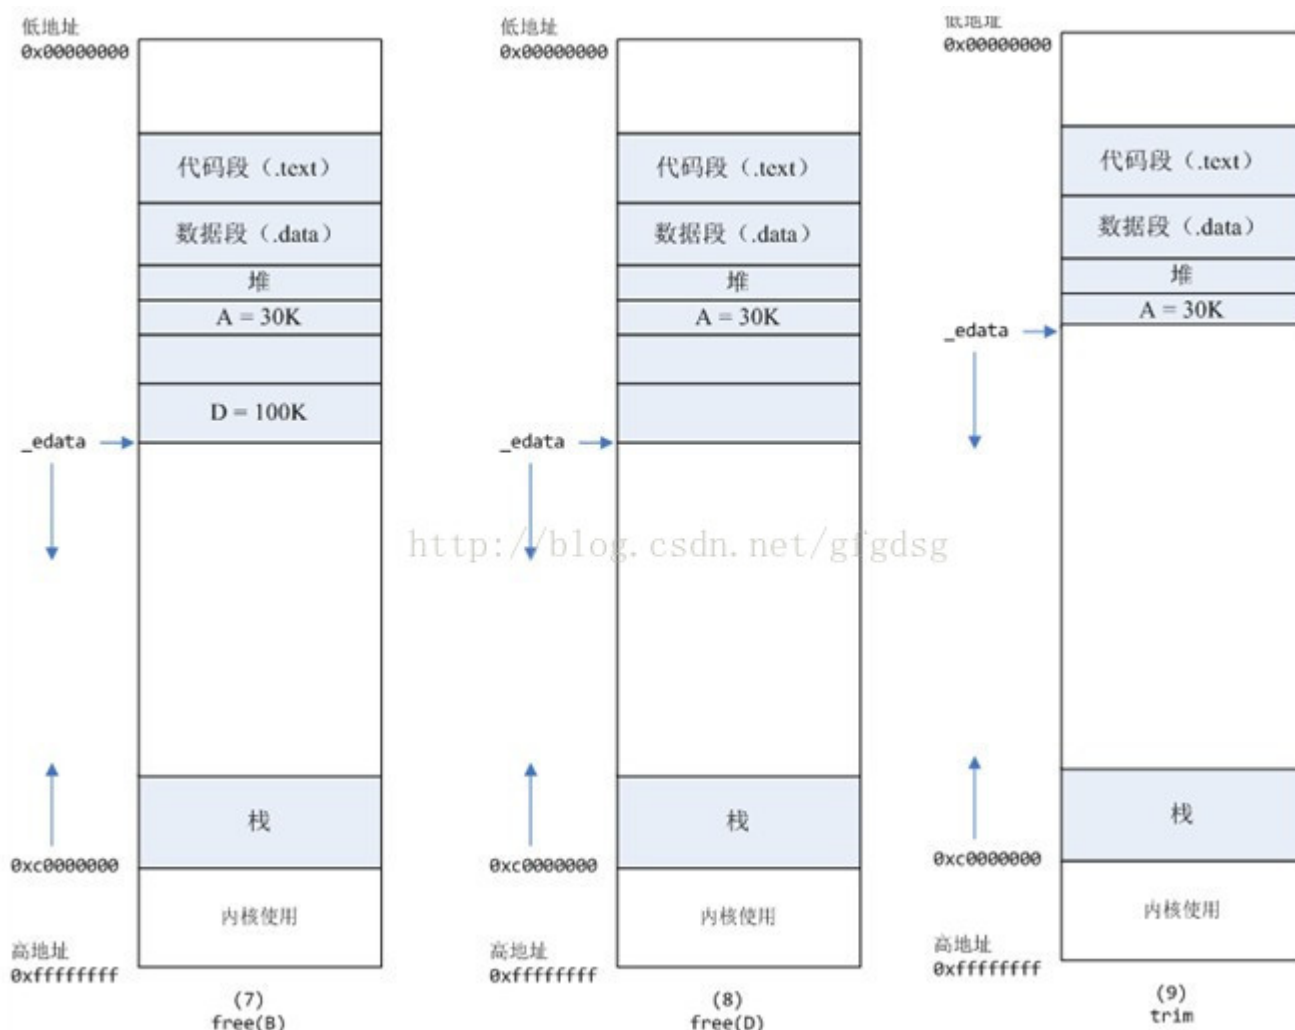 低地址
0x00000000
代码段（.text）
数据段（.data）
堆
A = 30K
D = 100K
_edata
栈
0xc0000000
内核使用
高地址
0xffffffff
(7)
free(B)
低地址
0x00000000
代码段（.text）
数据段（.data）
堆
A = 30K
_edata
栈
0xc0000000
内核使用
高地址
0xffffffff
(8)
free(D)
低地址
0x00000000
代码段（.text）
数据段（.data）
堆
A = 30K
_edata
栈
0xc0000000
内核使用
高地址
0xffffffff
(9)
trim
http://blog.csdn.net/gfgdsg